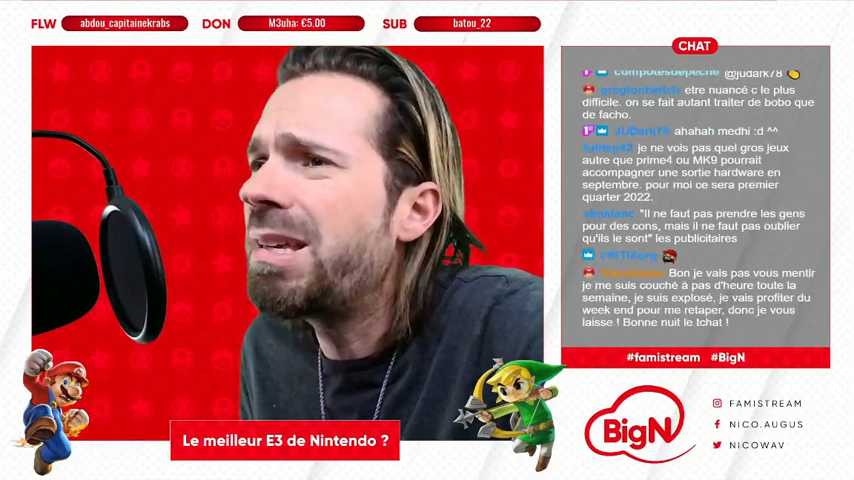 FLW abdou_capitainekrabs DON M3uha: €5.00 SUB batou_22
CHAT
compotesdepeche @judark78
etre nuancé c le plus
difficile. on se fait autant traiter de bobo que
de facho.
JUDark78 ahahah medhi :d ^^
je ne vois pas quel gros jeux
autre que prime4 ou MK9 pourrait
accompagner une sortie hardware en
septembre. pour moi ce sera premier
quarter 2022.
"Il ne faut pas prendre les gens
pour des cons, mais il ne faut pas oublier
qu'ils le sont" les publicitaires
Bon je vais pas vous mentir
je me suis couché à pas d'heure toute la
semaine, je suis explosé, je vais profiter du
week end pour me retaper, donc je vous
laisse ! Bonne nuit le tchat !
#famistream #BigN
Le meilleur E3 de Nintendo ?
BigN
FAMISTREAM
NICO.AUGUS
NICOWAV